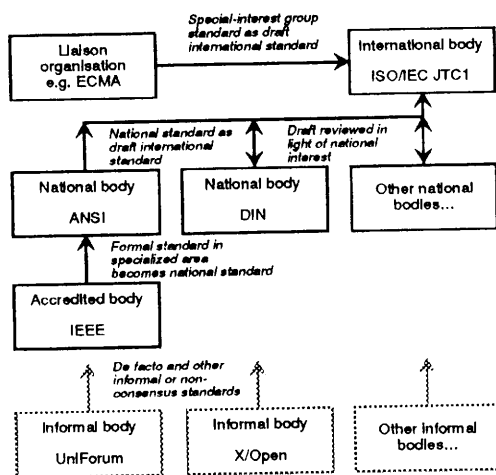 Special-interest group
standard as draft
international standard
Liaison
organisation
e.g. ECMA
International body
ISO/IEC JTC1
National standard as
draft international
standard
Draft reviewed in
light of national
interest
National body
ANSI
National body
DIN
Other national
bodies...
Formal standard in
specialized area
becomes national standard
Accredited body
IEEE
De facto and other
informal or non-
consensus standards
Informal body
UniForum
Informal body
X/Open
Other informal
bodies...